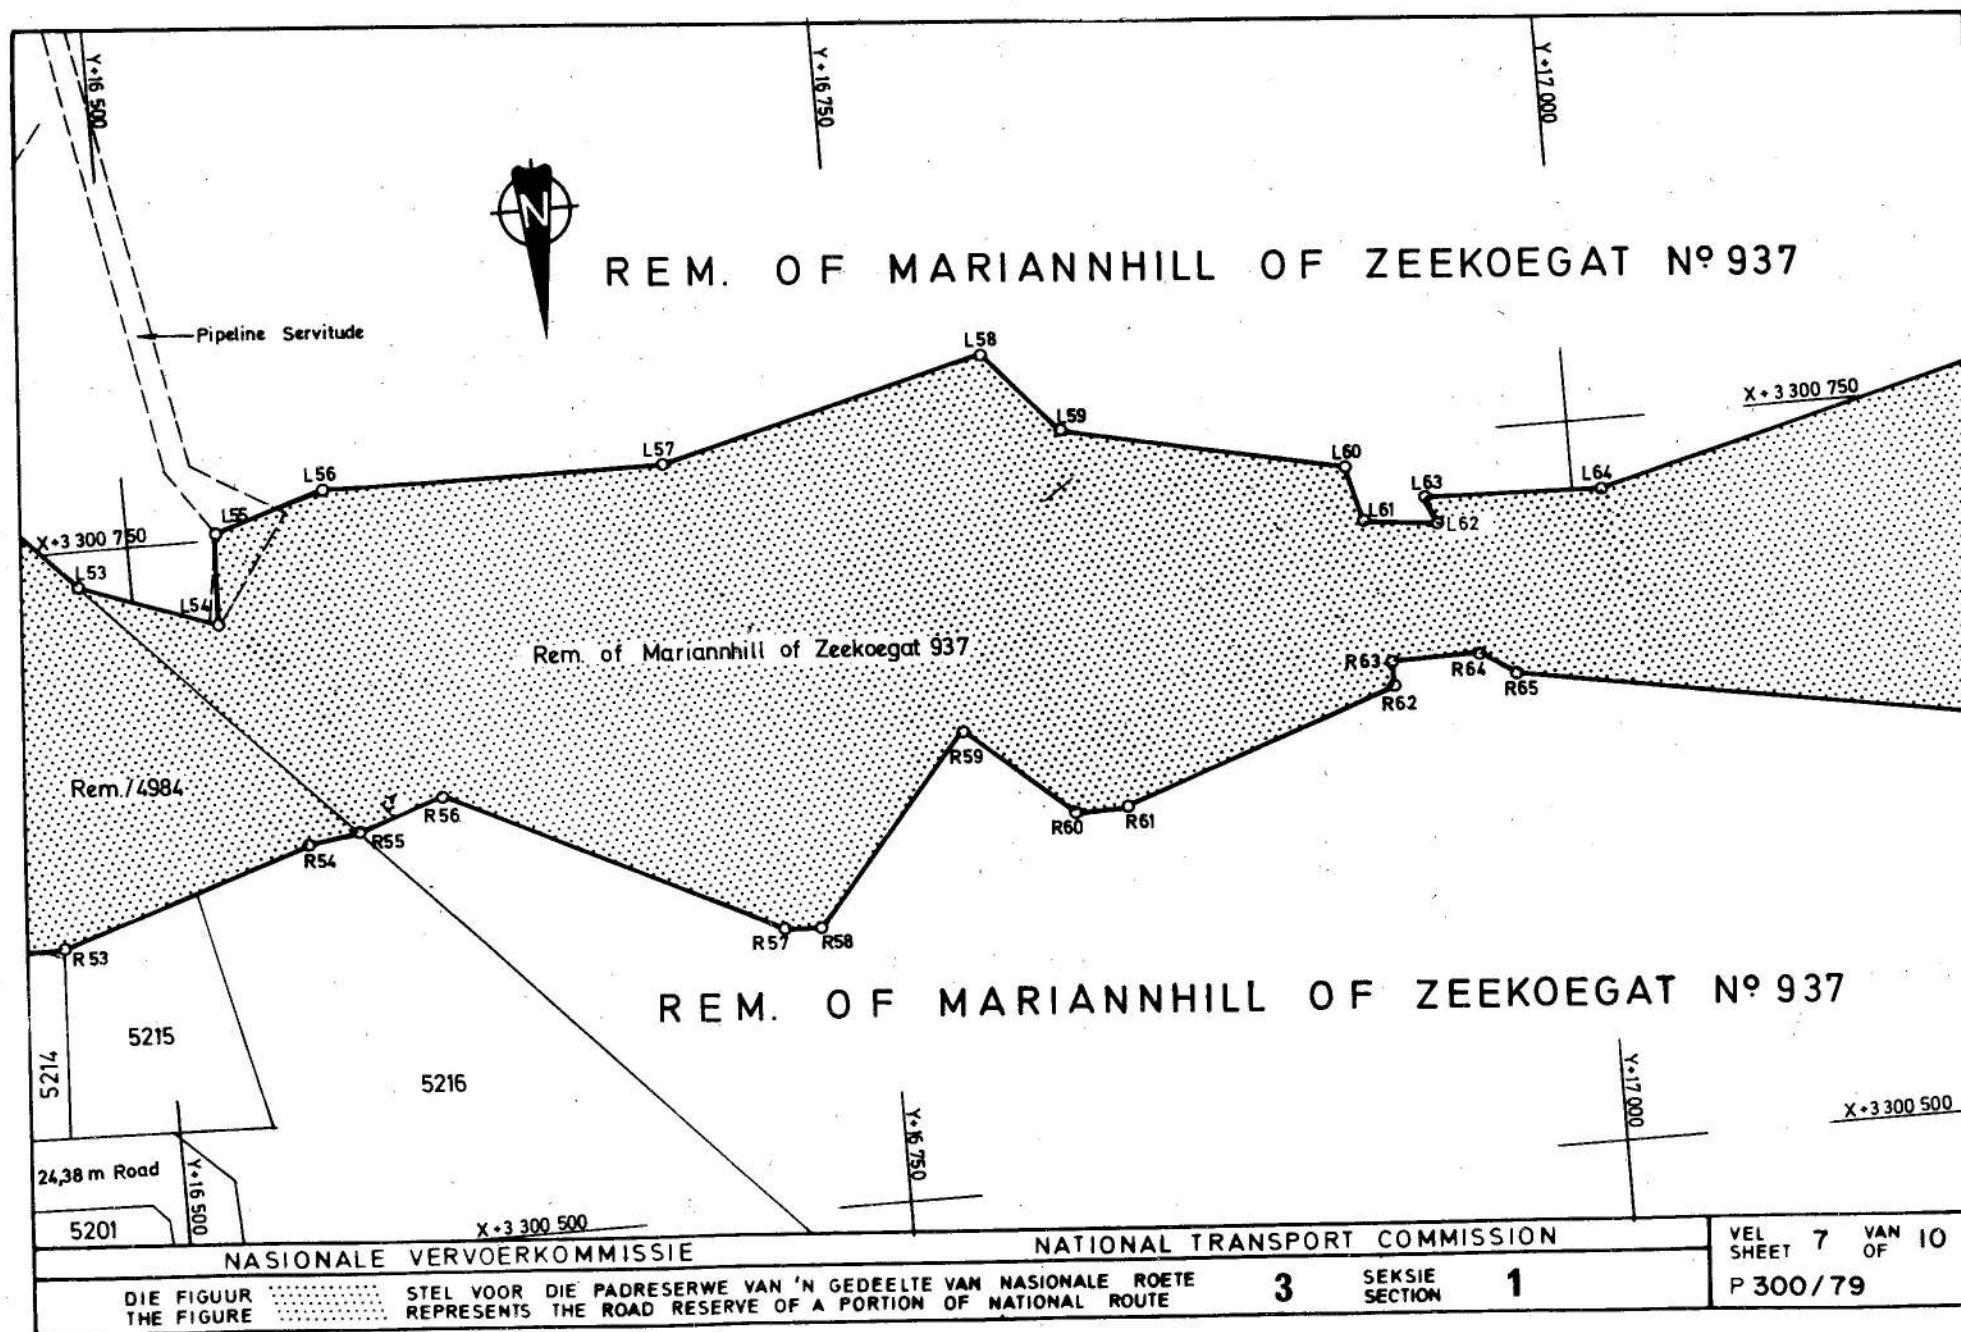 Y+16 500
Y+16 750
Y+17 000
N
REM. OF MARIANNHILL OF ZEEKOEGAT Nº 937
Pipeline Servitude
L58
X+3 300 750
L59
L57
L60
L56
L63
L64
L55
L61
L62
X+3 300 750
L53
L54
Rem. of Mariannhill of Zeekoegat 937
R63
R64
R65
R62
R59
Rem./4984
R56
R60
R61
R55
R54
R57
R58
R53
REM. OF MARIANNHILL OF ZEEKOEGAT Nº 937
5215
5214
5216
Y+17 000
X+3 300 500
Y+16 750
24,38 m Road
Y+16 500
5201
X+3 300 500
NASIONALE VERVOERKOMMISSIE
NATIONAL TRANSPORT COMMISSION
VEL 7 VAN 10
SHEET OF
DIE FIGUUR STEL VOOR DIE PADRESERWE VAN 'N GEDEELTE VAN NASIONALE ROETE 3 SEKSIE 1
THE FIGURE REPRESENTS THE ROAD RESERVE OF A PORTION OF NATIONAL ROUTE SECTION
P 300/79